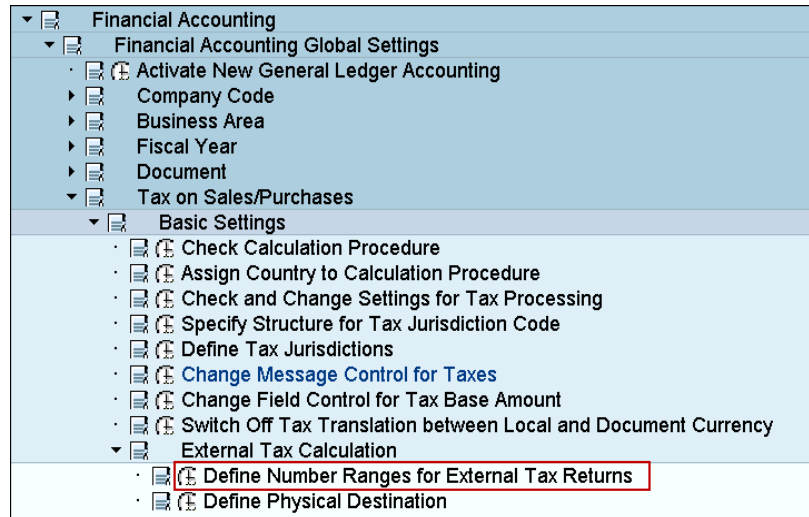 Financial Accounting
Financial Accounting Global Settings
Activate New General Ledger Accounting
Company Code
Business Area
Fiscal Year
Document
Tax on Sales/Purchases
Basic Settings
Check Calculation Procedure
Assign Country to Calculation Procedure
Check and Change Settings for Tax Processing
Specify Structure for Tax Jurisdiction Code
Define Tax Jurisdictions
Change Message Control for Taxes
Change Field Control for Tax Base Amount
Switch Off Tax Translation between Local and Document Currency
External Tax Calculation
Define Number Ranges for External Tax Returns
Define Physical Destination